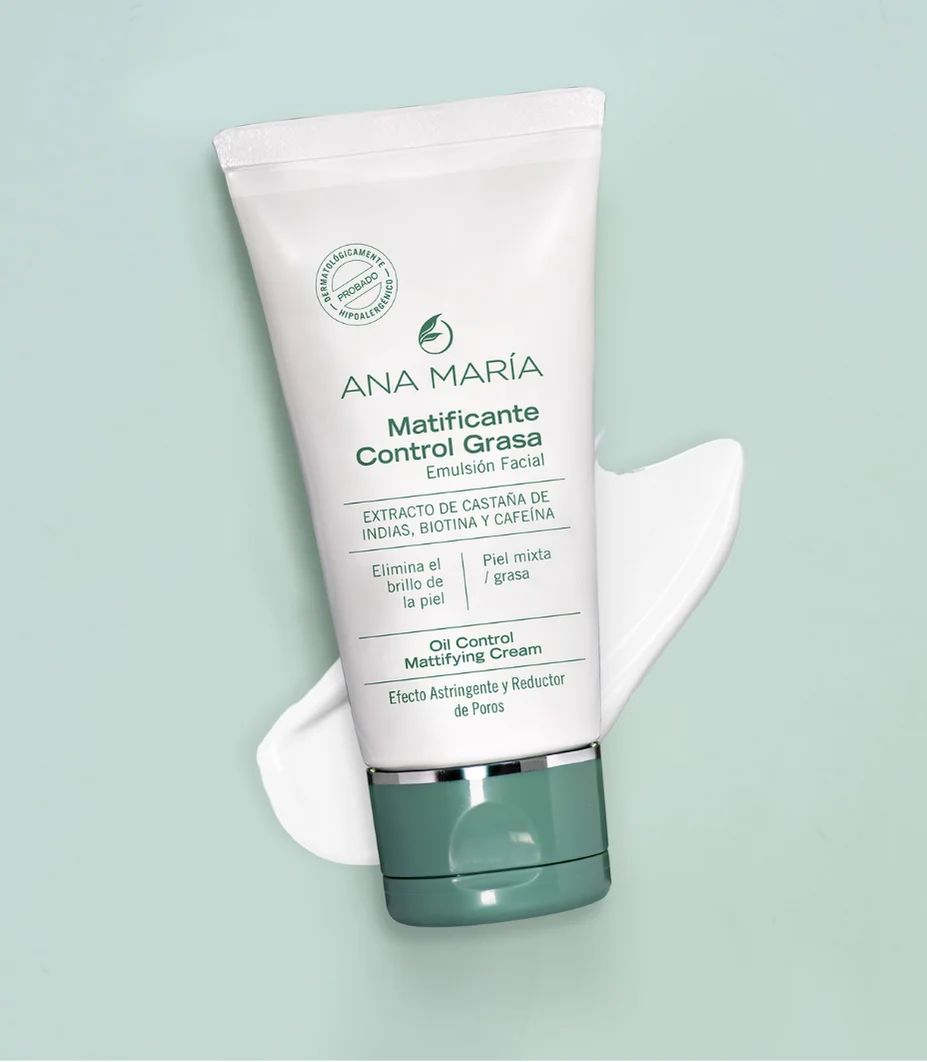 DERMATOLÓGICAMENTE
PROBADO
HIPOALERGÉNICO
ANA MARÍA
Matificante
Control Grasa
Emulsión Facial
EXTRACTO DE CASTAÑA DE
INDIAS, BIOTINA Y CAFEÍNA
Elimina el
brillo de
la piel
Piel mixta
/ grasa
Oil Control
Mattifying Cream
Efecto Astringente y Reductor
de Poros